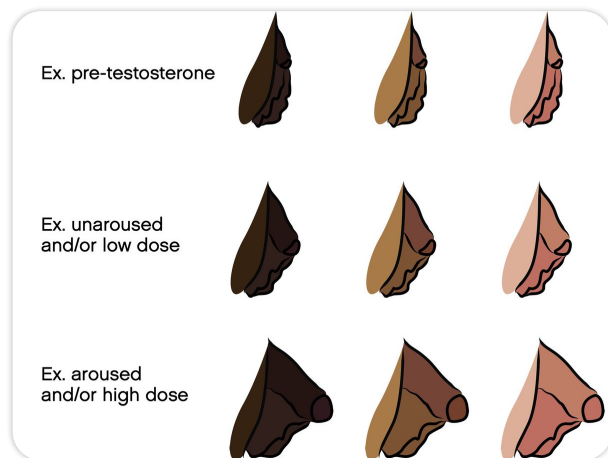 Ex. pre-testosterone
Ex. unaroused
and/or low dose
Ex. aroused
and/or high dose